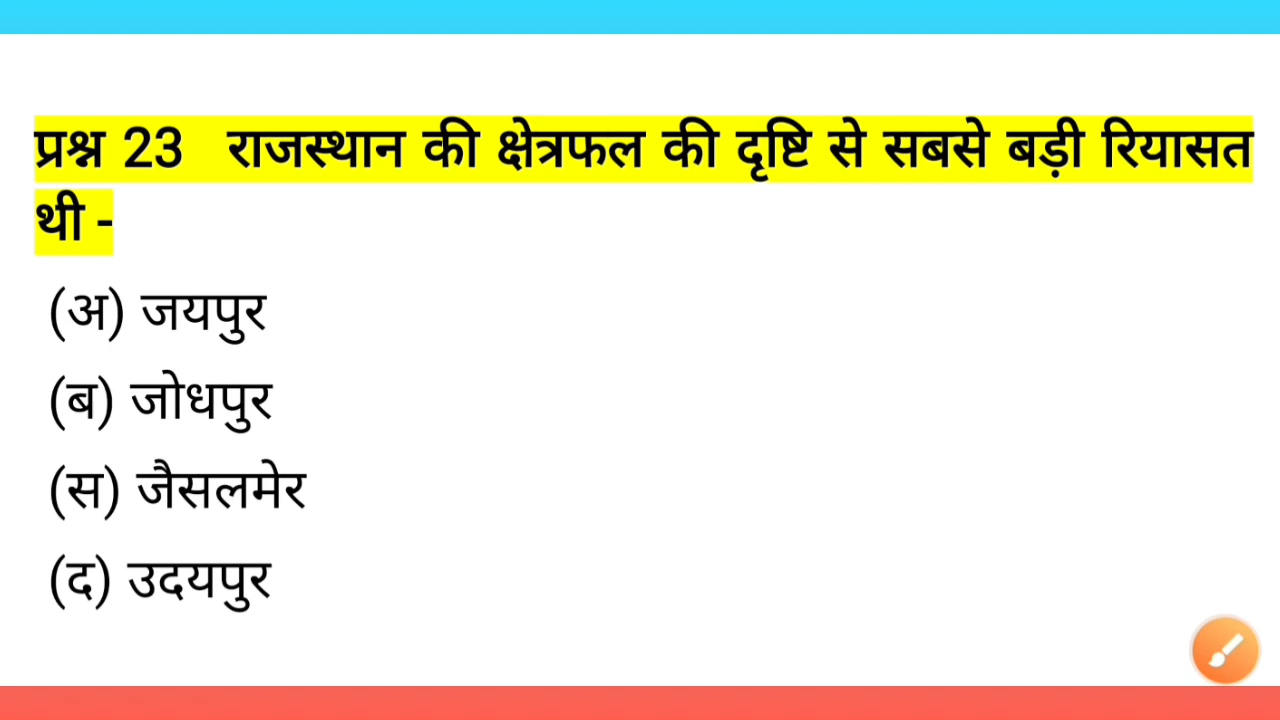 प्रश्न 23 राजस्थान की क्षेत्रफल की दृष्टि से सबसे बड़ी रियासत
थी -
(अ) जयपुर
(ब) जोधपुर
(स) जैसलमेर
(द) उदयपुर